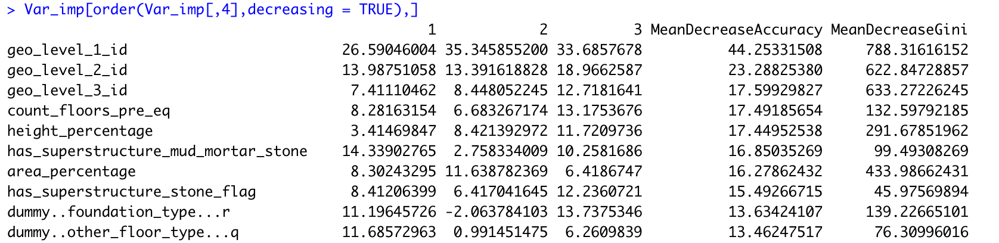 > Var_imp[order(Var_imp[,4],decreasing = TRUE),]
1 2 3 MeanDecreaseAccuracy MeanDecreaseGini
geo_level_1_id 26.59046004 35.345855200 33.6857678 44.25331508 788.31616152
geo_level_2_id 13.98751058 13.391618828 18.9662587 23.28825380 622.84728857
geo_level_3_id 7.41110462 8.448052245 12.7181641 17.59929827 633.27226245
count_floors_pre_eq 8.28163154 6.683267174 13.1753676 17.49185654 132.59792185
height_percentage 3.41469847 8.421392972 11.7209736 17.44952538 291.67851962
has_superstructure_mud_mortar_stone 14.33902765 2.758334009 10.2581686 16.85035269 99.49308269
area_percentage 8.30243295 11.638782369 6.4186747 16.27862432 433.98662431
has_superstructure_stone_flag 8.41206399 6.417041645 12.2360721 15.49266715 45.97569894
dummy..foundation_type...r 11.19645726 -2.063784103 13.7375346 13.63424107 139.22665101
dummy..other_floor_type...q 11.68572963 0.991451475 6.2609839 13.46247517 76.30996016